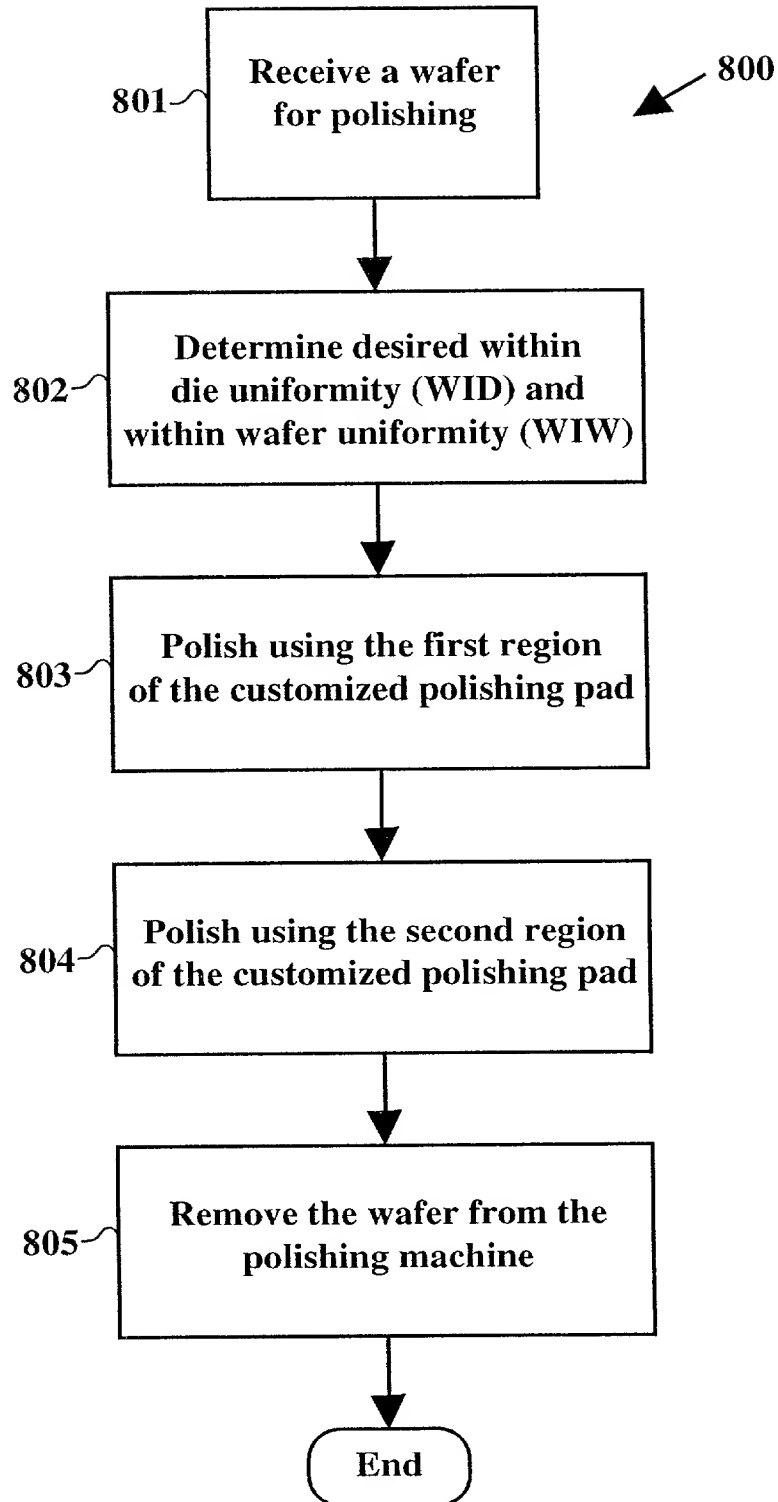 Receive a wafer
for polishing
801
800
Determine desired within
die uniformity (WID) and
within wafer uniformity (WIW)
802
Polish using the first region
of the customized polishing pad
803
Polish using the second region
of the customized polishing pad
804
Remove the wafer from the
polishing machine
805
End